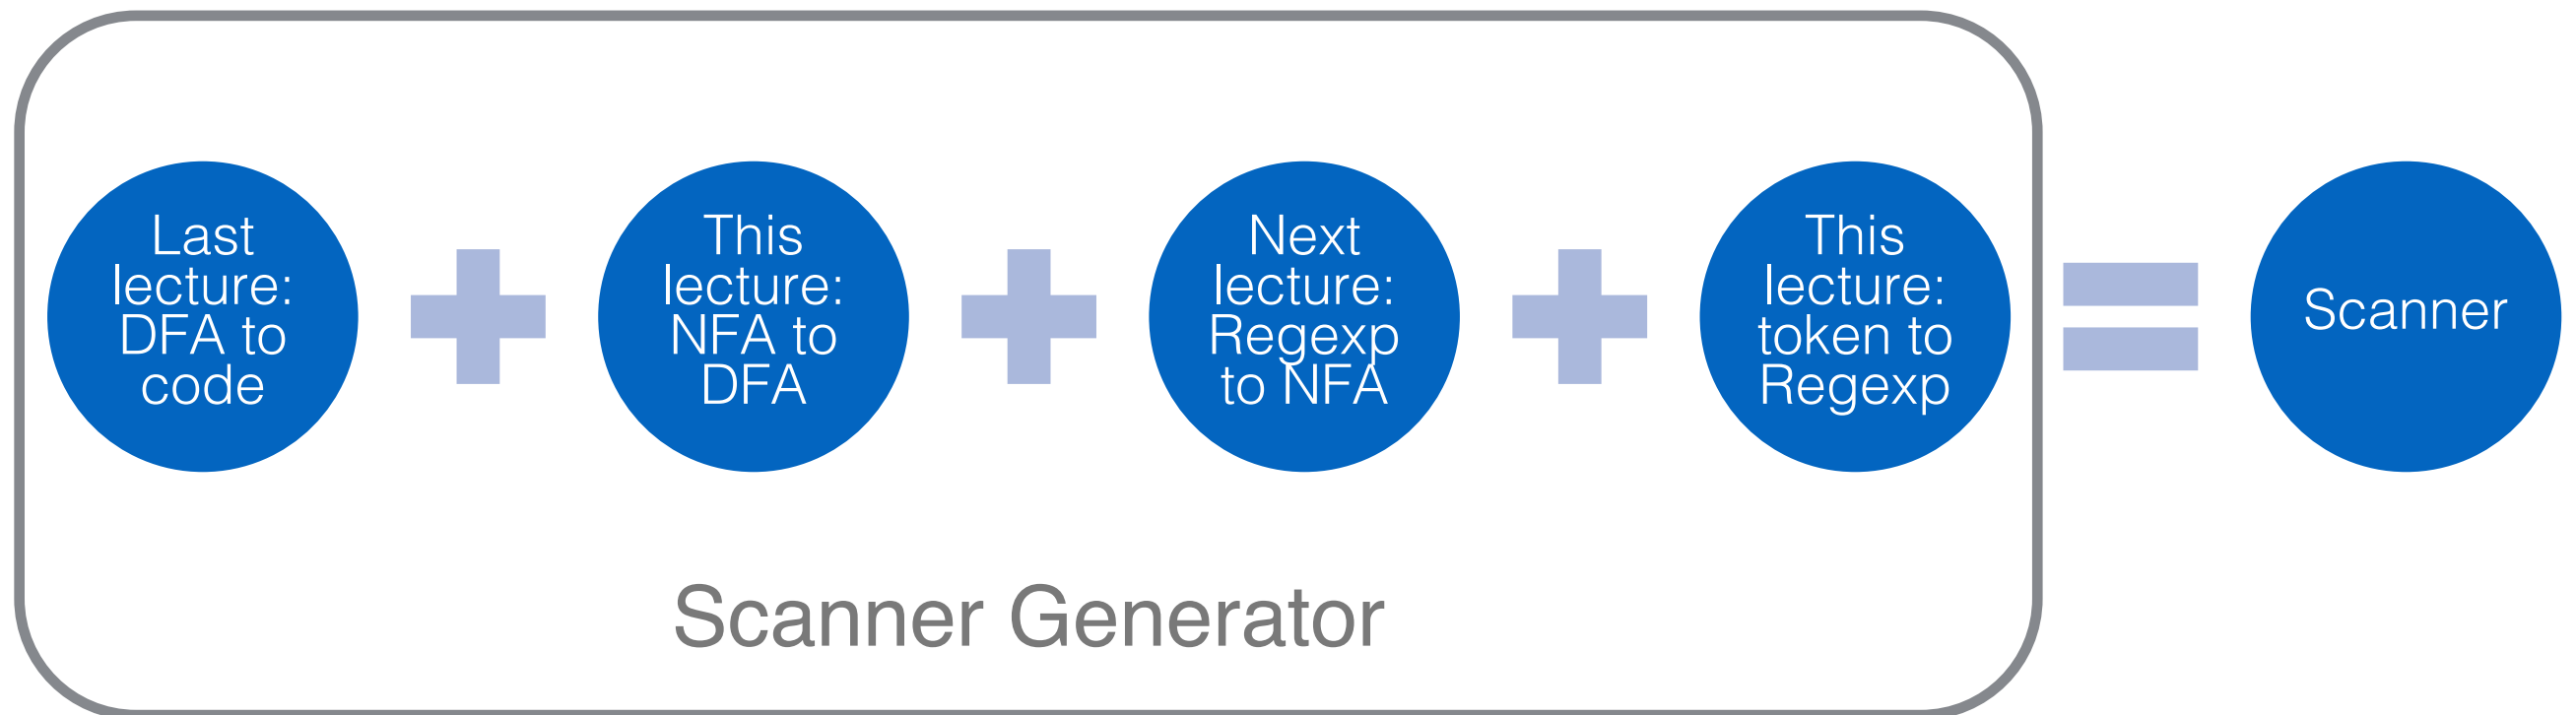 Last
lecture:
DFA to
code
This
lecture:
NFA to
DFA
Next
lecture:
Regexp
to NFA
This
lecture:
token to
Regexp
Scanner
Scanner Generator